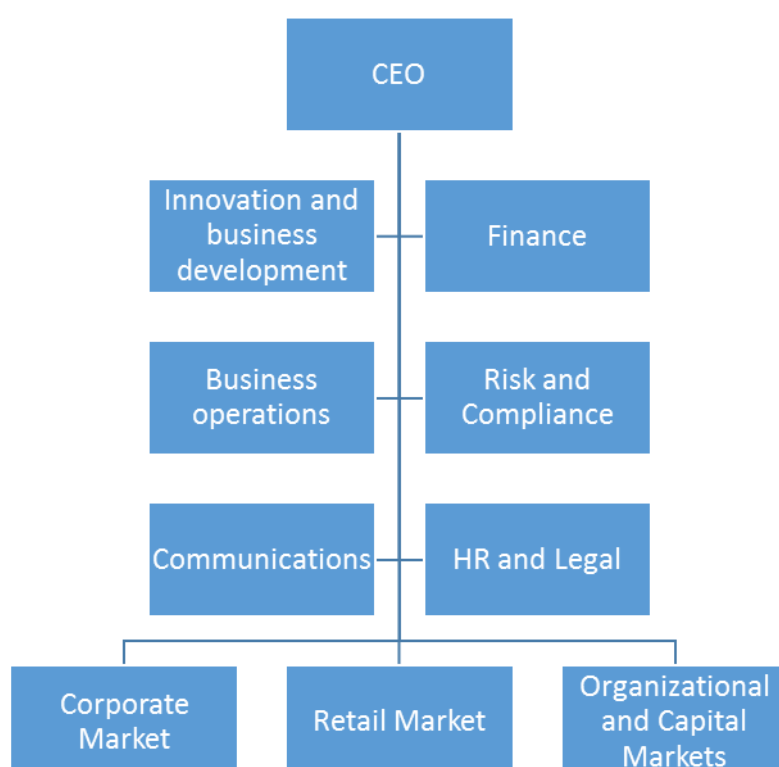 CEO
Innovation and
business
development
Finance
Business
operations
Risk and
Compliance
Communications
HR and Legal
Corporate
Market
Retail Market
Organizational
and Capital
Markets